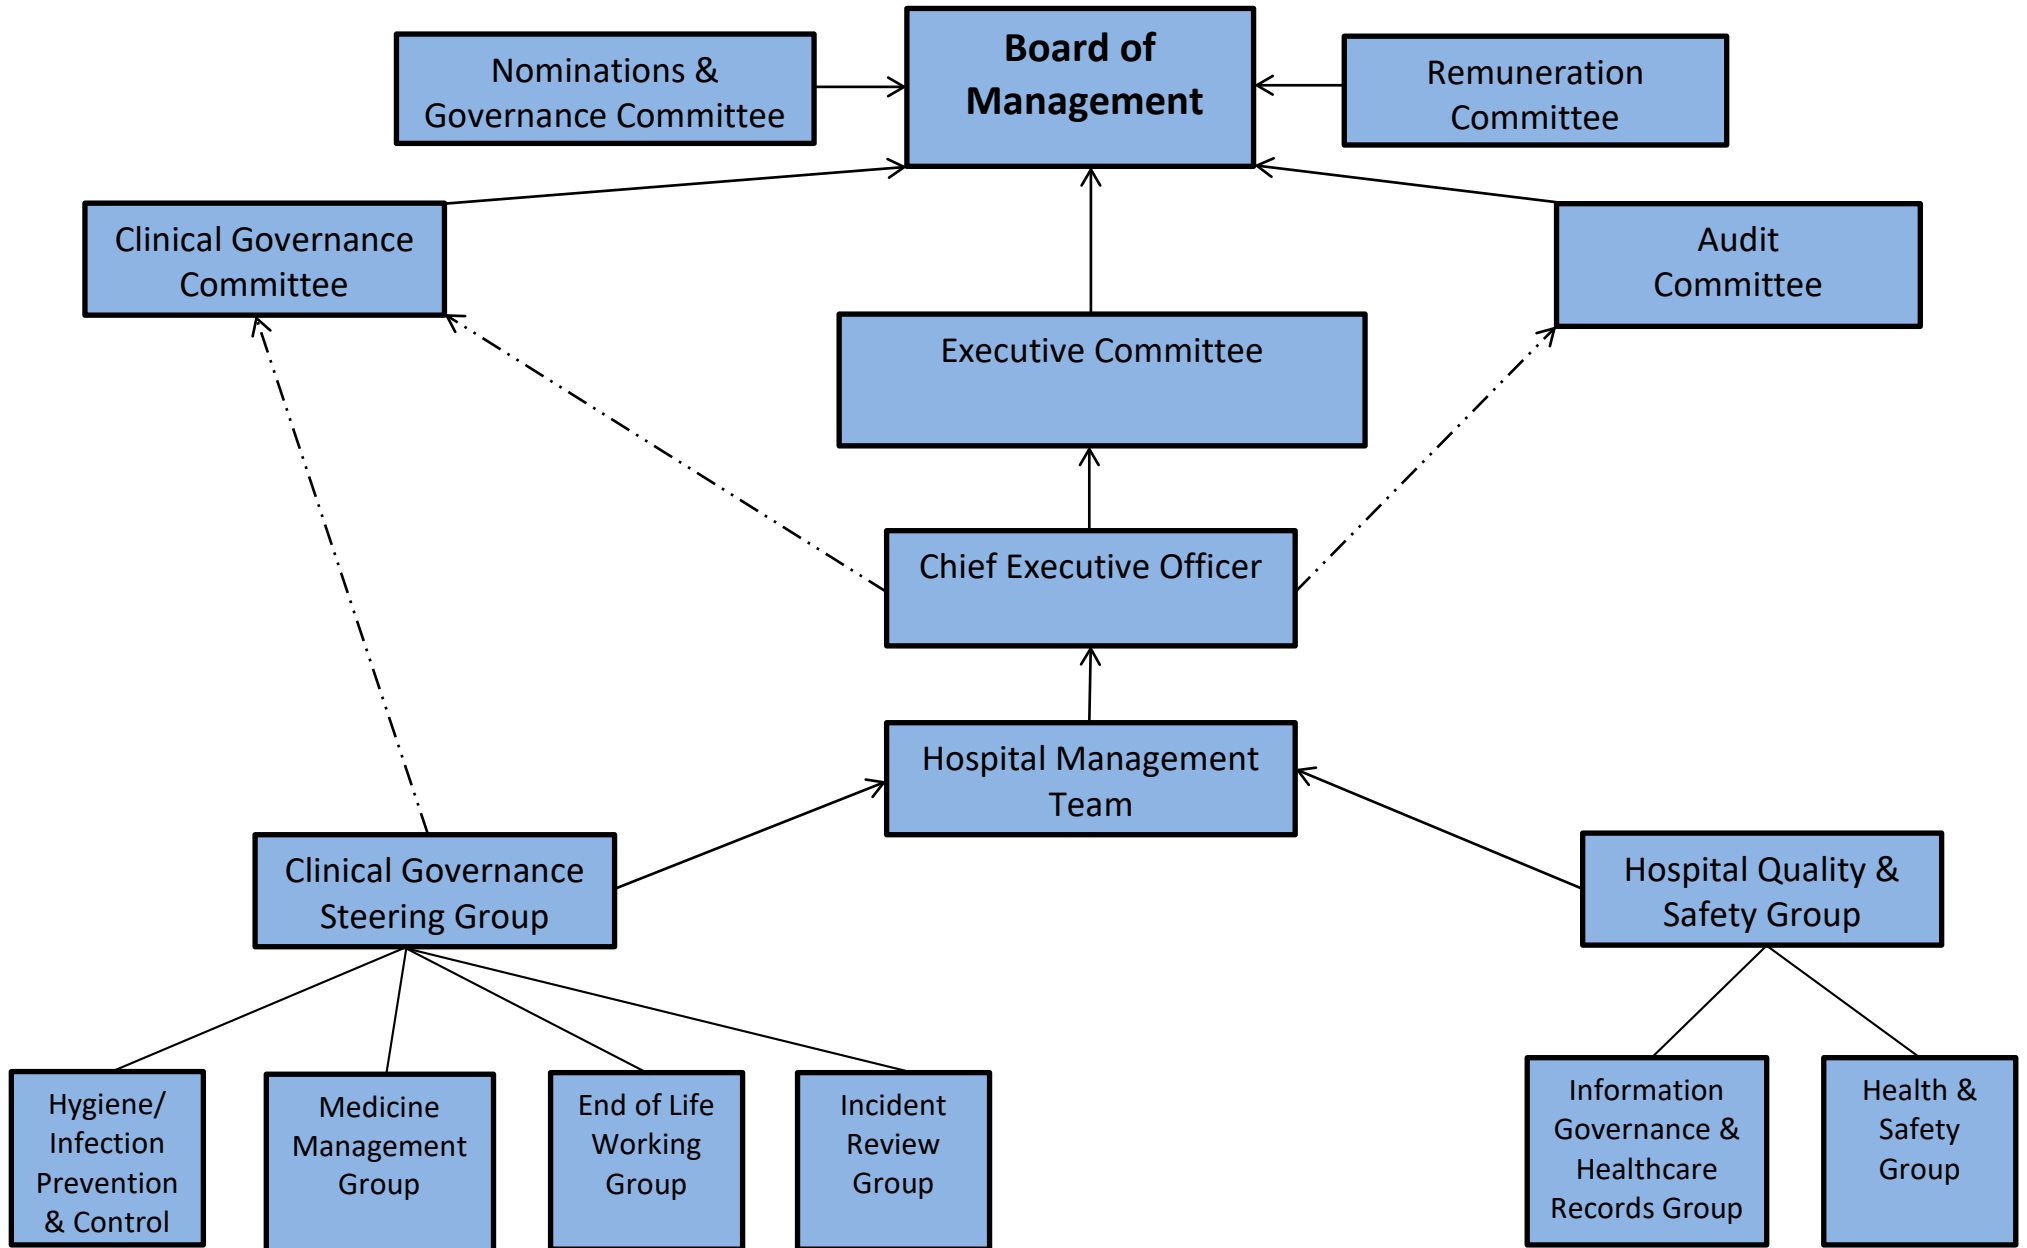 Nominations &
Governance Committee
Board of
Management
Remuneration
Committee
Clinical Governance
Committee
Audit
Committee
Executive Committee
Chief Executive Officer
Hospital Management
Team
Clinical Governance
Steering Group
Hospital Quality &
Safety Group
Hygiene/
Infection
Prevention
& Control
Medicine
Management
Group
End of Life
Working
Group
Incident
Review
Group
Information
Governance &
Healthcare
Records Group
Health &
Safety
Group